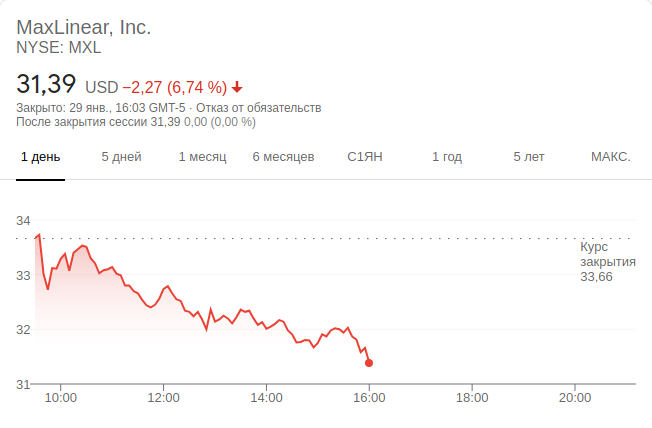 MaxLinear, Inc.
NYSE: MXL
31,39 USD −2,27 (6,74 %)
Закрыто: 29 янв., 16:03 GMT-5 · Отказ от обязательств
После закрытия сессии 31,39 0,00 (0,00 %)
1 день 5 дней 1 месяц 6 месяцев С1ЯН 1 год 5 лет МАКС.
34
Курс
закрытия
33,66
33
32
31
10:00 12:00 14:00 16:00 18:00 20:00